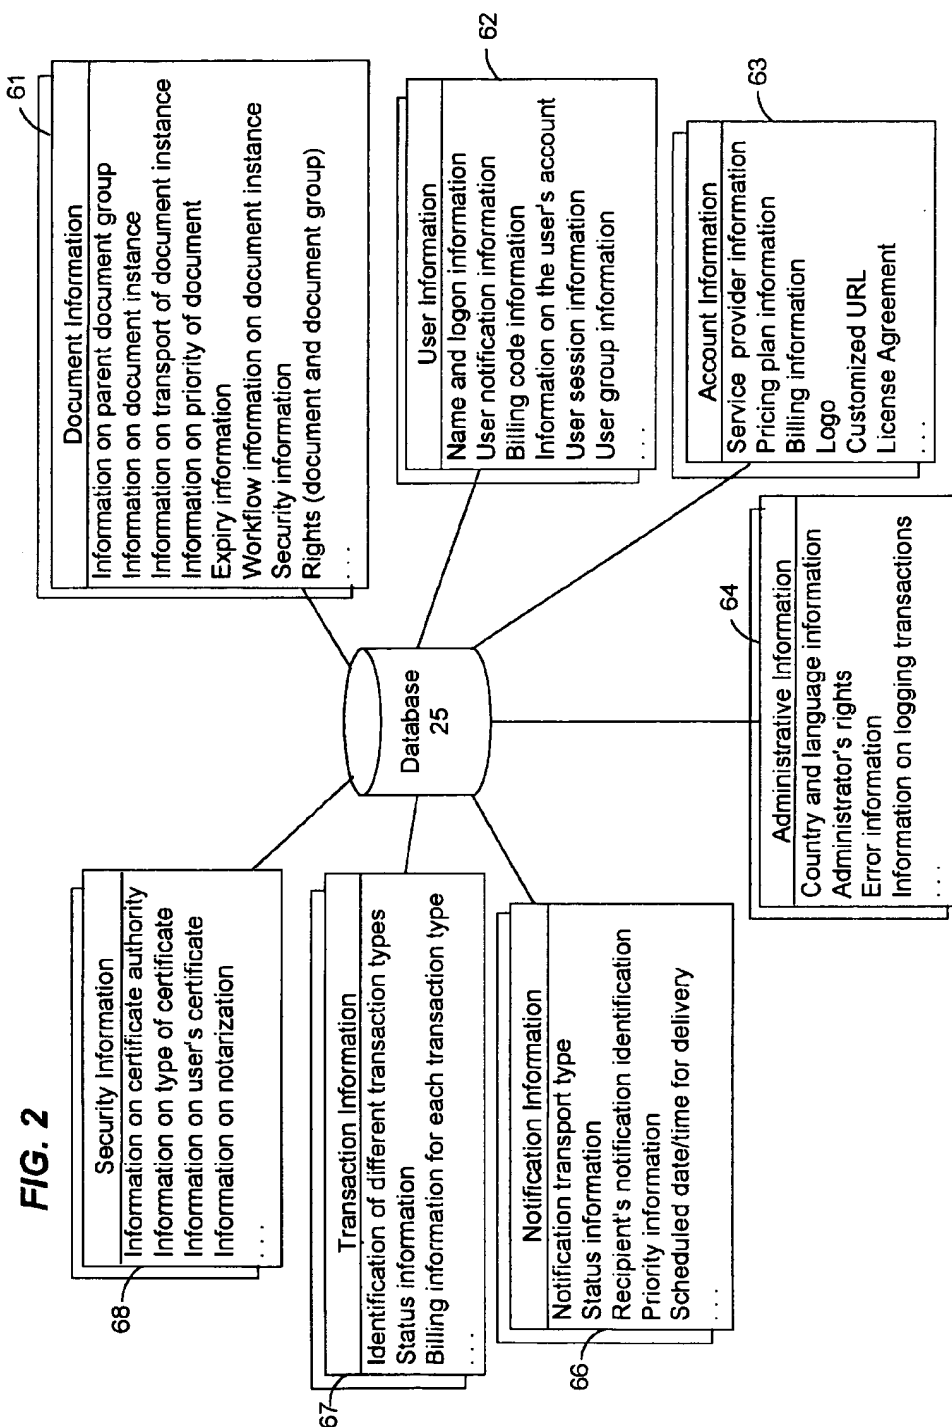 FIG. 2
68
Security Information
Information on certificate authority
Information on type of certificate
Information on user's certificate
Information on notarization
. . .
67
Transaction Information
Identification of different transaction types
Status information
Billing information for each transaction type
. . .
66
Notification Information
Notification transport type
Status information
Recipient's notification identification
Priority information
Scheduled date/time for delivery
. . .
Database
25
61
Document Information
Information on parent document group
Information on document instance
Information on transport of document instance
Information on priority of document
Expiry information
Workflow information on document instance
Security information
Rights (document and document group)
. . .
62
User Information
Name and logon information
User notification information
Billing code information
Information on the user's account
User session information
User group information
. . .
63
Account Information
Service provider information
Pricing plan information
Billing information
Logo
Customized URL
License Agreement
. . .
64
Administrative Information
Country and language information
Administrator's rights
Error information
Information on logging transactions
. . .